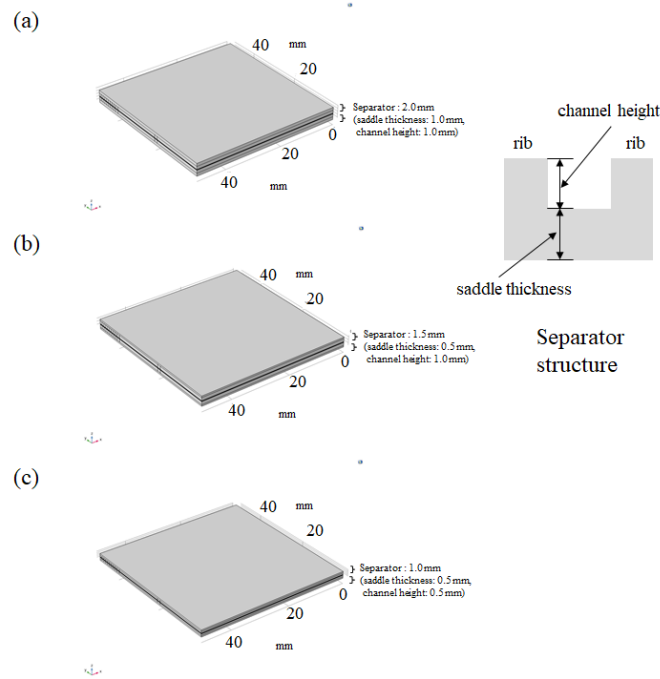 (a)
40
mm
20
} Separator : 2.0mm
} (saddle thickness: 1.0mm,
channel height: 1.0mm)
0
20
mm
40
channel height
rib
rib
saddle thickness
Separator
structure
(b)
40
mm
20
} Separator : 1.5mm
} (saddle thickness: 0.5mm,
channel height: 1.0mm)
0
20
mm
40
(c)
40
mm
20
} Separator : 1.0mm
} (saddle thickness: 0.5mm,
channel height: 0.5mm)
0
20
mm
40